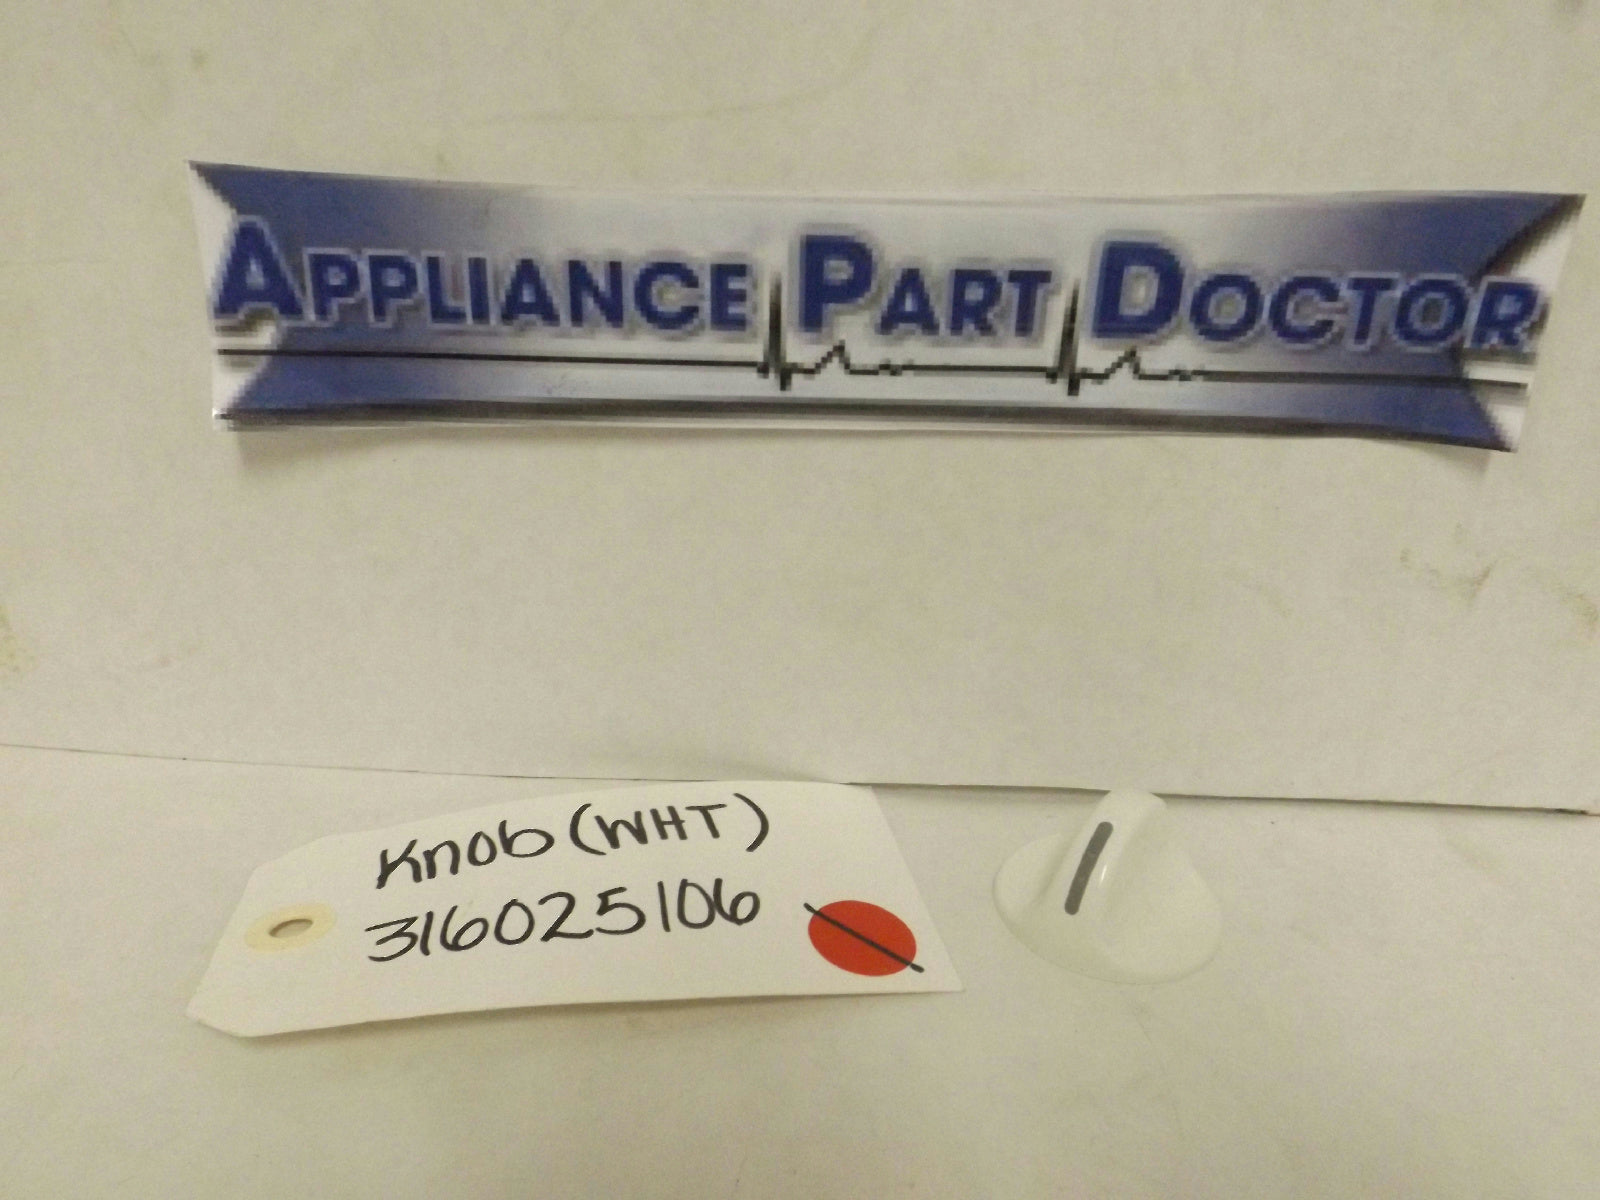 APPLIANCE PART DOCTOR
Knob (WHT)
316025106